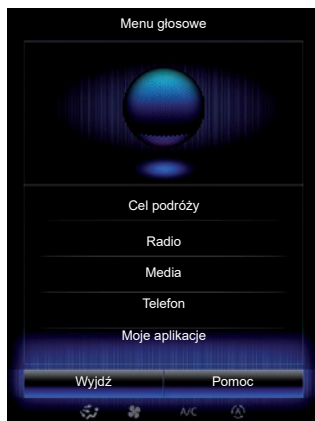 Menu głosowe
Cel podróży
Radio
Media
Telefon
Moje aplikacje
Wyjdź Pomoc
A/C